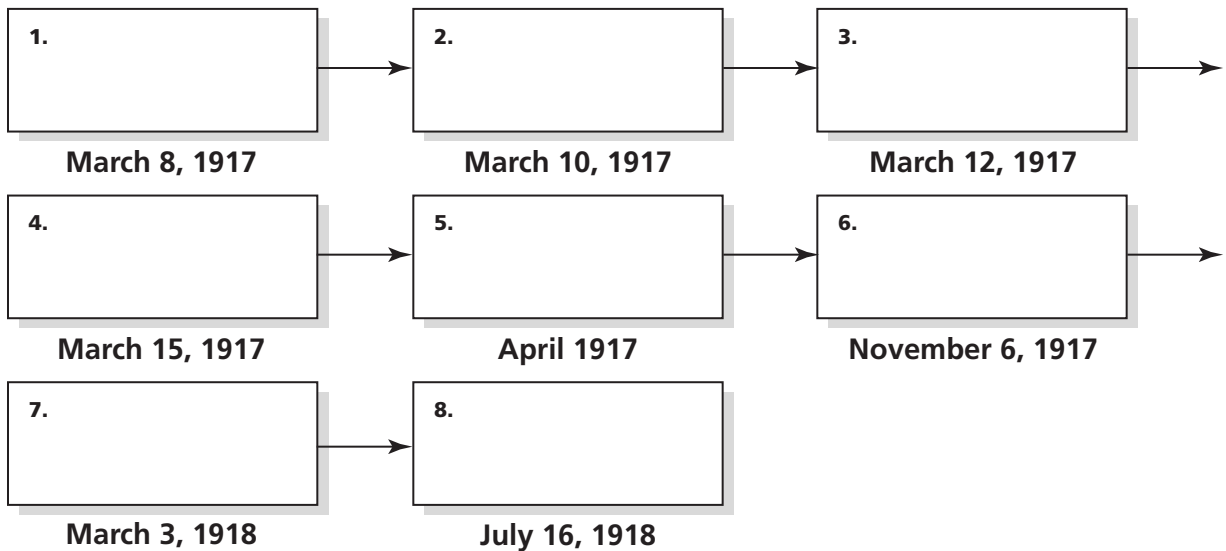 1. 2. 3.
March 8, 1917 March 10, 1917 March 12, 1917
4. 5. 6.
March 15, 1917 April 1917 November 6, 1917
7. 8.
March 3, 1918 July 16, 1918